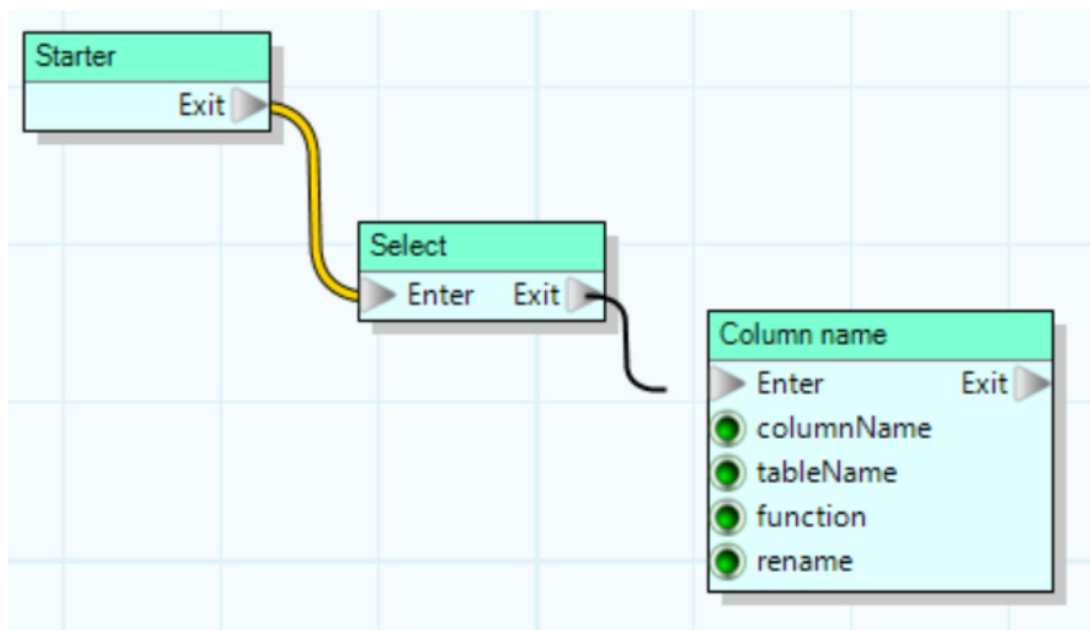 Starter
Exit
Select
Enter Exit
Column name
Enter Exit
columnName
tableName
function
rename